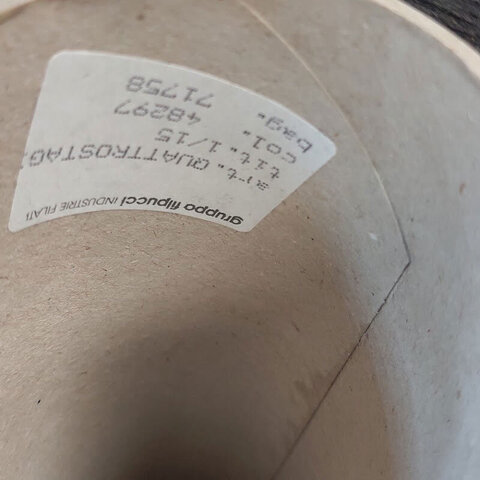 gruppo filpucci INDUSTRIE FILATI
art. QUATTROSTAG
tit. 1/15
col. 48297
bag. 71758